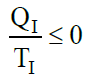 Q_I / T_I ≤ 0